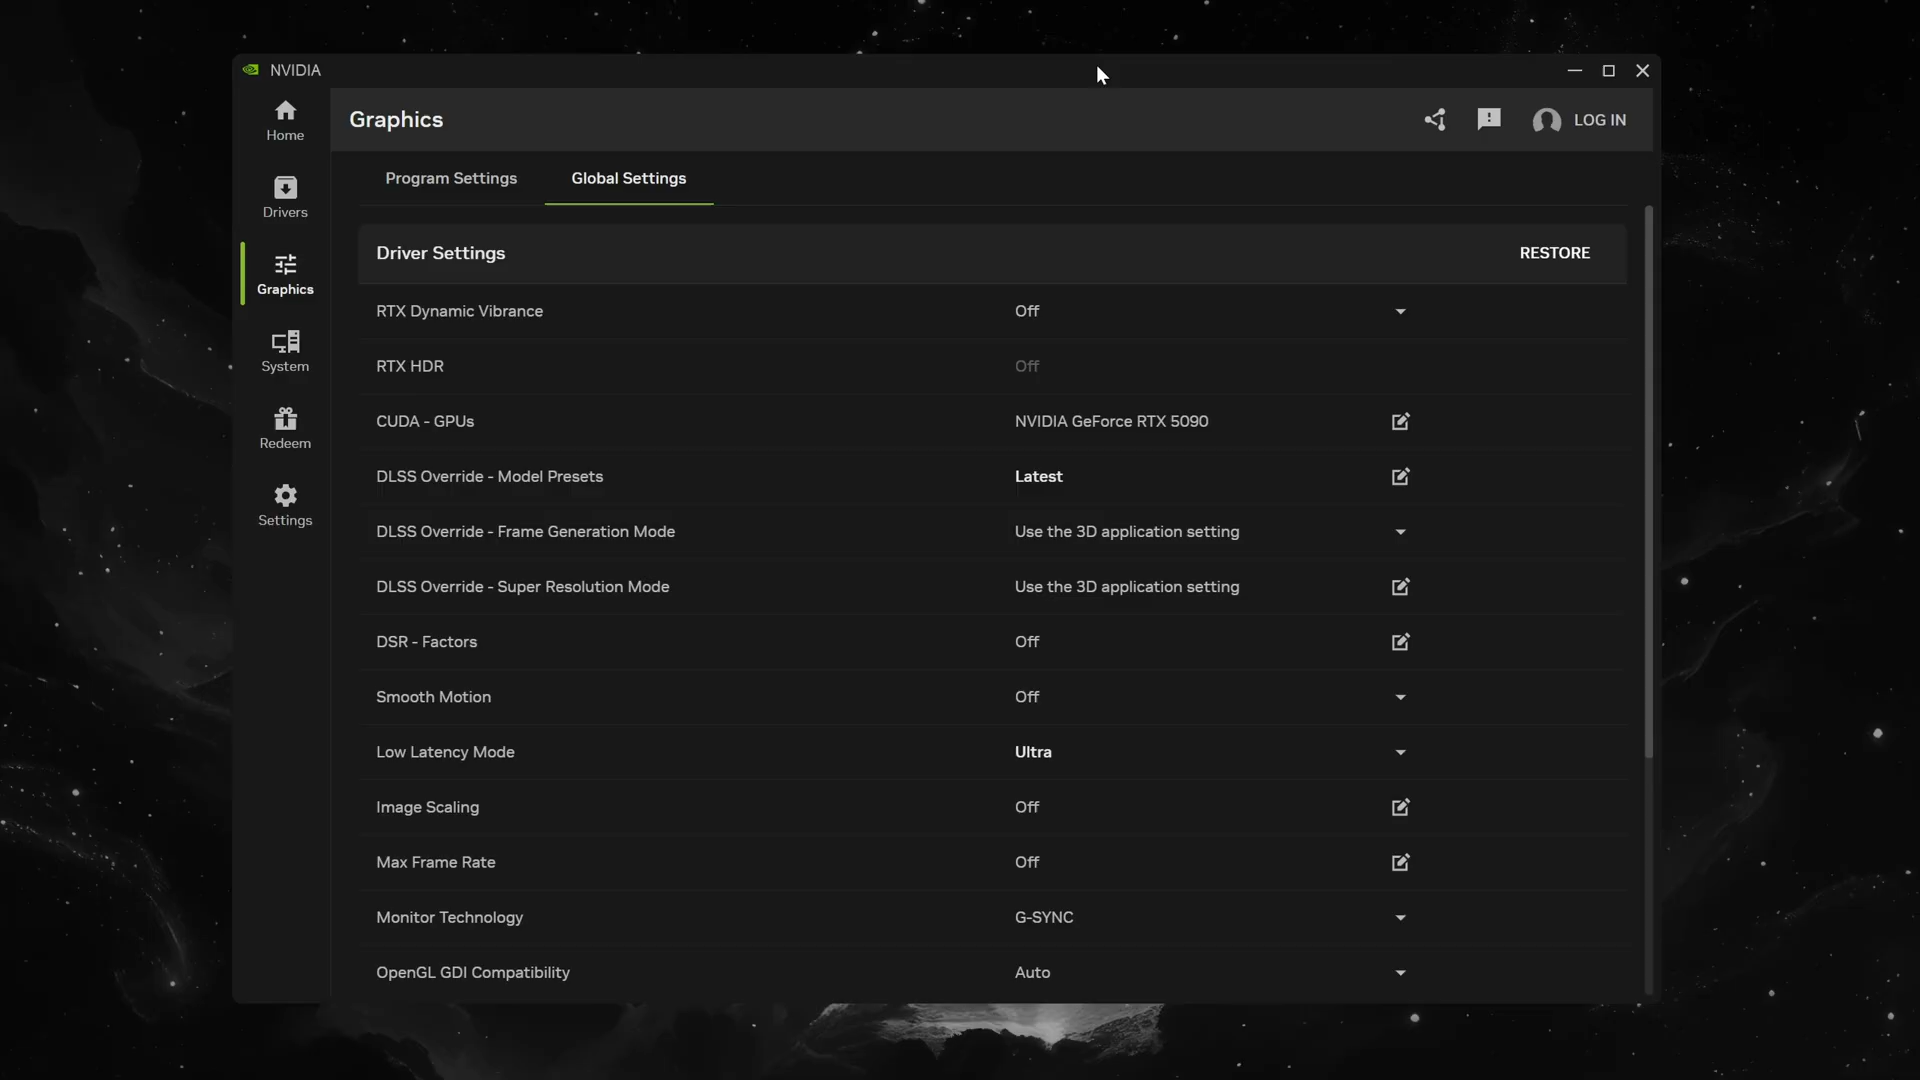 NVIDIA
Home
Drivers
Graphics
System
Redeem
Settings
Graphics
LOG IN
Program Settings
Global Settings
Driver Settings
RESTORE
RTX Dynamic Vibrance Off
RTX HDR Off
CUDA - GPUs NVIDIA GeForce RTX 5090
DLSS Override - Model Presets Latest
DLSS Override - Frame Generation Mode Use the 3D application setting
DLSS Override - Super Resolution Mode Use the 3D application setting
DSR - Factors Off
Smooth Motion Off
Low Latency Mode Ultra
Image Scaling Off
Max Frame Rate Off
Monitor Technology G-SYNC
OpenGL GDI Compatibility Auto